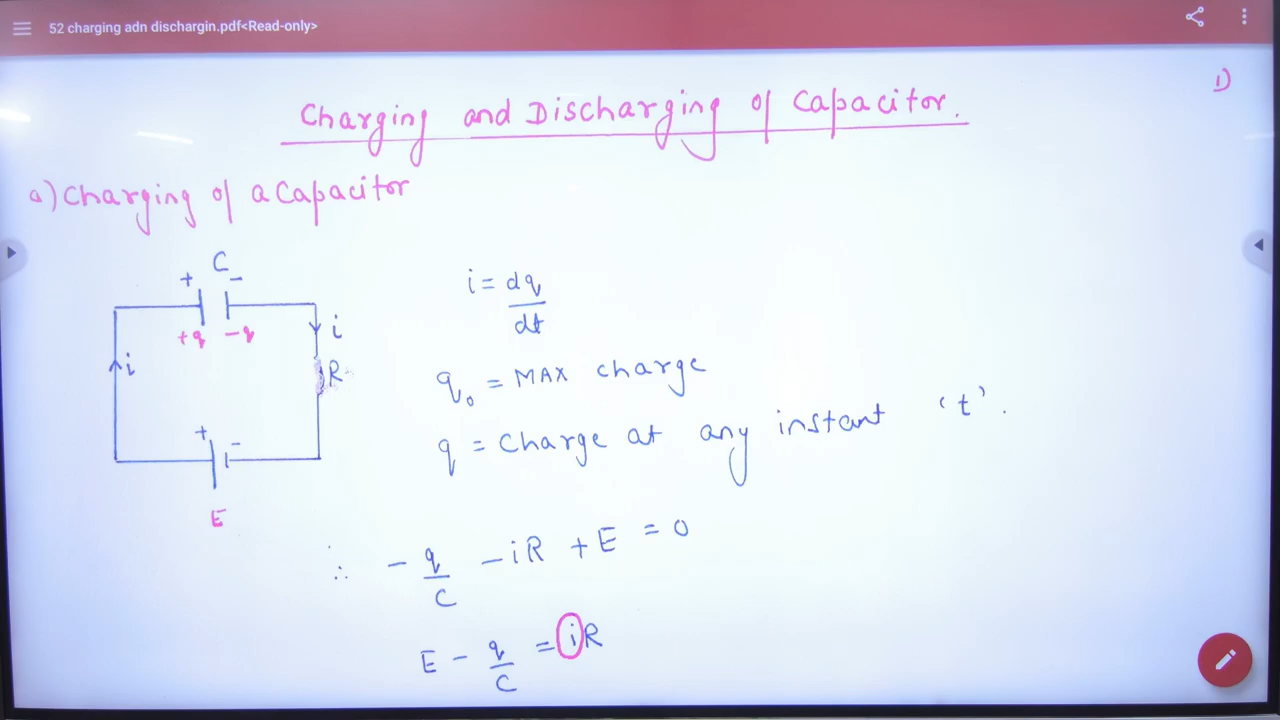 52 charging adn dischargin.pdf<Read-only>
1)
Charging and Discharging of Capacitor.
a) Charging of a Capacitor
C
+ -
+q -q
i
i
R
+ -
E
i = dq/dt
q₀ = MAX charge
q = Charge at any instant 't'.
∴ - q/C - iR + E = 0
E - q/C = iR